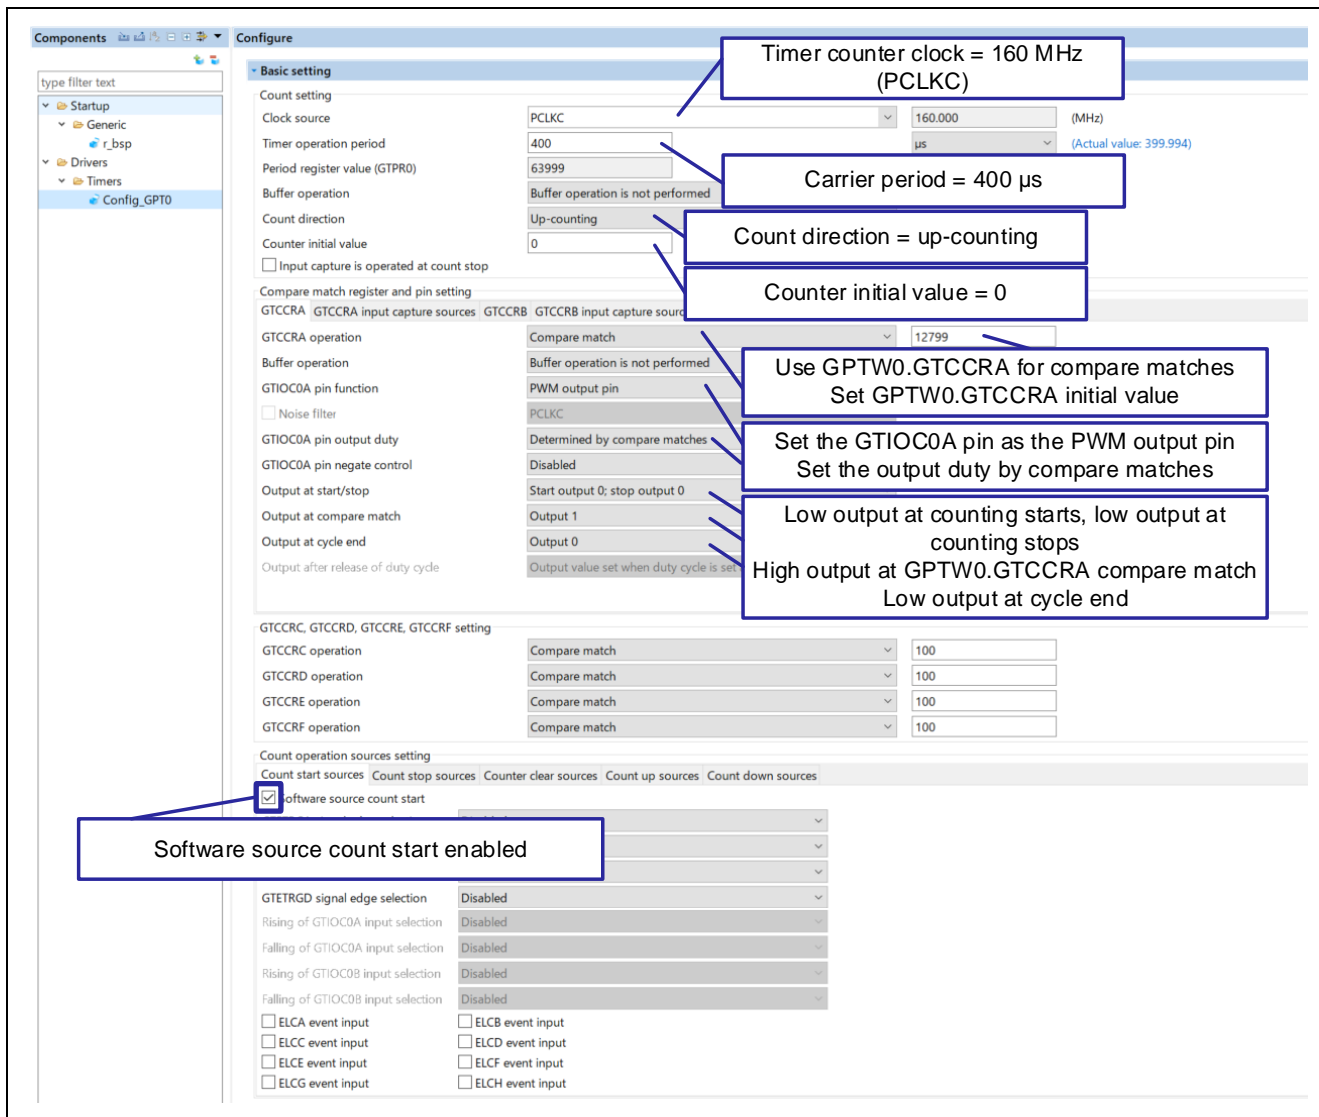 Components
Configure
type filter text
Startup
Generic
r_bsp
Drivers
Timers
Config_GPT0
Basic setting
Count setting
Clock source PCLKC 160.000 (MHz)
Timer operation period 400 µs (Actual value: 399.994)
Period register value (GTPR0) 63999
Buffer operation Buffer operation is not performed
Count direction Up-counting
Counter initial value 0
Input capture is operated at count stop
Timer counter clock = 160 MHz
(PCLKC)
Carrier period = 400 µs
Count direction = up-counting
Counter initial value = 0
Compare match register and pin setting
GTCCRA GTCCRA input capture sources GTCCRB GTCCRB input capture
GTCCRA operation Compare match 12799
Buffer operation Buffer operation is not performed
GTIOC0A pin function PWM output pin
Noise filter PCLKC
GTIOC0A pin output duty Determined by compare matches
GTIOC0A pin negate control Disabled
Output at start/stop Start output 0; stop output 0
Output at compare match Output 1
Output at cycle end Output 0
Output after release of duty cycle Output value set when duty cycle is set
Use GPTW0.GTCCRA for compare matches
Set GPTW0.GTCCRA initial value
Set the GTIOC0A pin as the PWM output pin
Set the output duty by compare matches
Low output at counting starts, low output at
counting stops
High output at GPTW0.GTCCRA compare match
Low output at cycle end
GTCCRC, GTCCRD, GTCCRE, GTCCRF setting
GTCCRC operation Compare match 100
GTCCRD operation Compare match 100
GTCCRE operation Compare match 100
GTCCRF operation Compare match 100
Count operation sources setting
Count start sources Count stop sources Counter clear sources Count up sources Count down sources
Software source count start
Software source count start enabled
GTETRGD signal edge selection Disabled
Rising of GTIOC0A input selection Disabled
Falling of GTIOC0A input selection Disabled
Rising of GTIOC0B input selection Disabled
Falling of GTIOC0B input selection Disabled
ELCA event input ELCB event input
ELCC event input ELCD event input
ELCE event input ELCF event input
ELCG event input ELCH event input